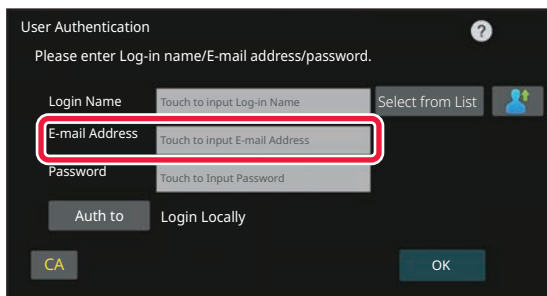 User Authentication ?
Please enter Log-in name/E-mail address/password.
Login Name Touch to input Log-in Name Select from List
E-mail Address Touch to input E-mail Address
Password Touch to Input Password
Auth to Login Locally
CA OK